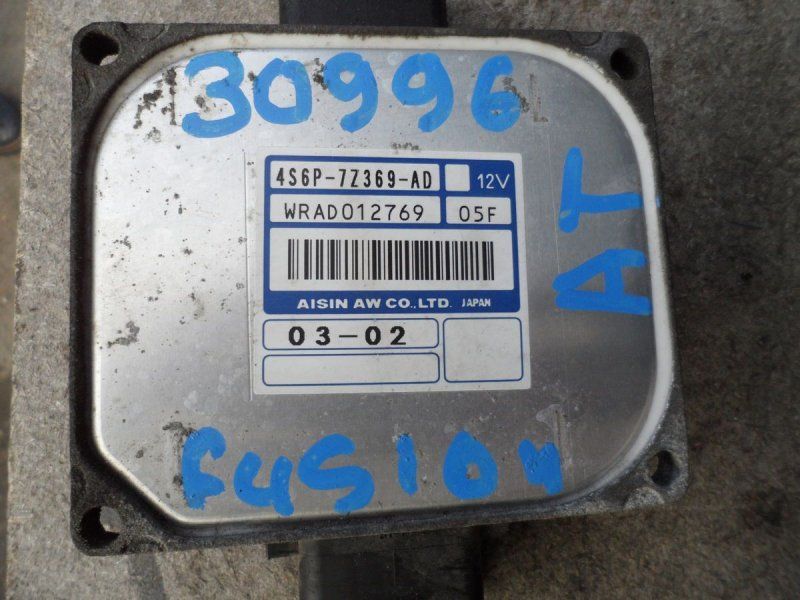 30996
4S6P-7Z369-AD 12V
WRAD012769 05F
AISIN AW CO.,LTD. JAPAN
03-02
AT
fusion